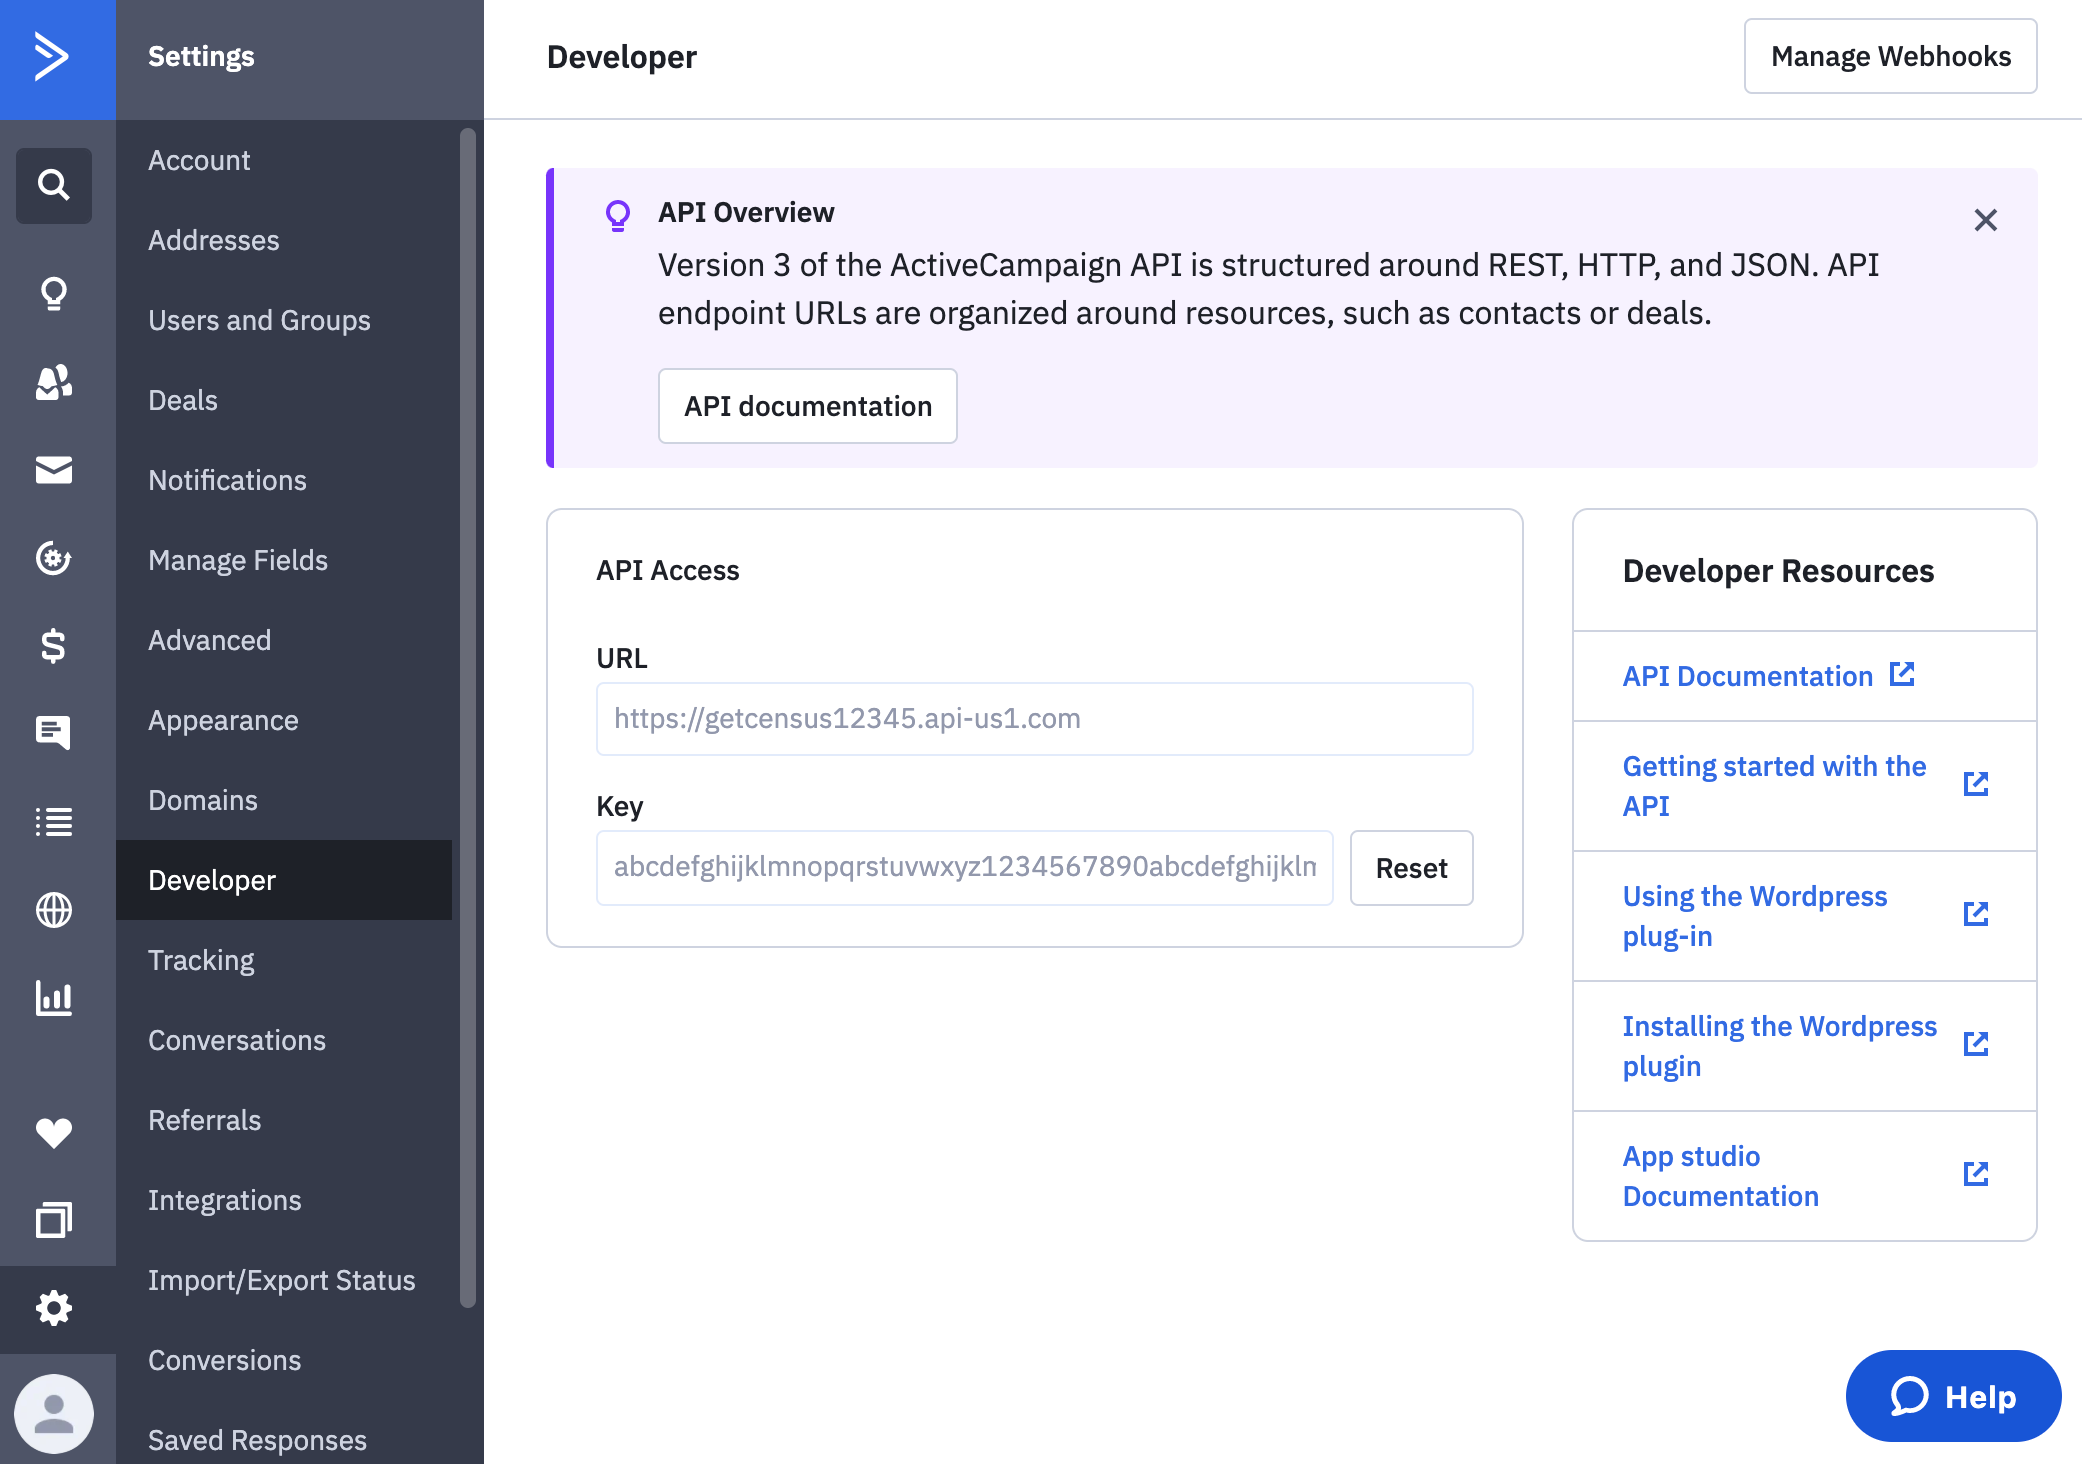 Settings
Account
Addresses
Users and Groups
Deals
Notifications
Manage Fields
Advanced
Appearance
Domains
Developer
Tracking
Conversations
Referrals
Integrations
Import/Export Status
Conversions
Saved Responses
Developer
Manage Webhooks
API Overview
Version 3 of the ActiveCampaign API is structured around REST, HTTP, and JSON. API
endpoint URLs are organized around resources, such as contacts or deals.
API documentation
API Access
URL
https://getcensus12345.api-us1.com
Key
abcdefghijklmnopqrstuvwxyz1234567890abcdefghijkln
Reset
Developer Resources
API Documentation
Getting started with the
API
Using the Wordpress
plug-in
Installing the Wordpress
plugin
App studio
Documentation
Help